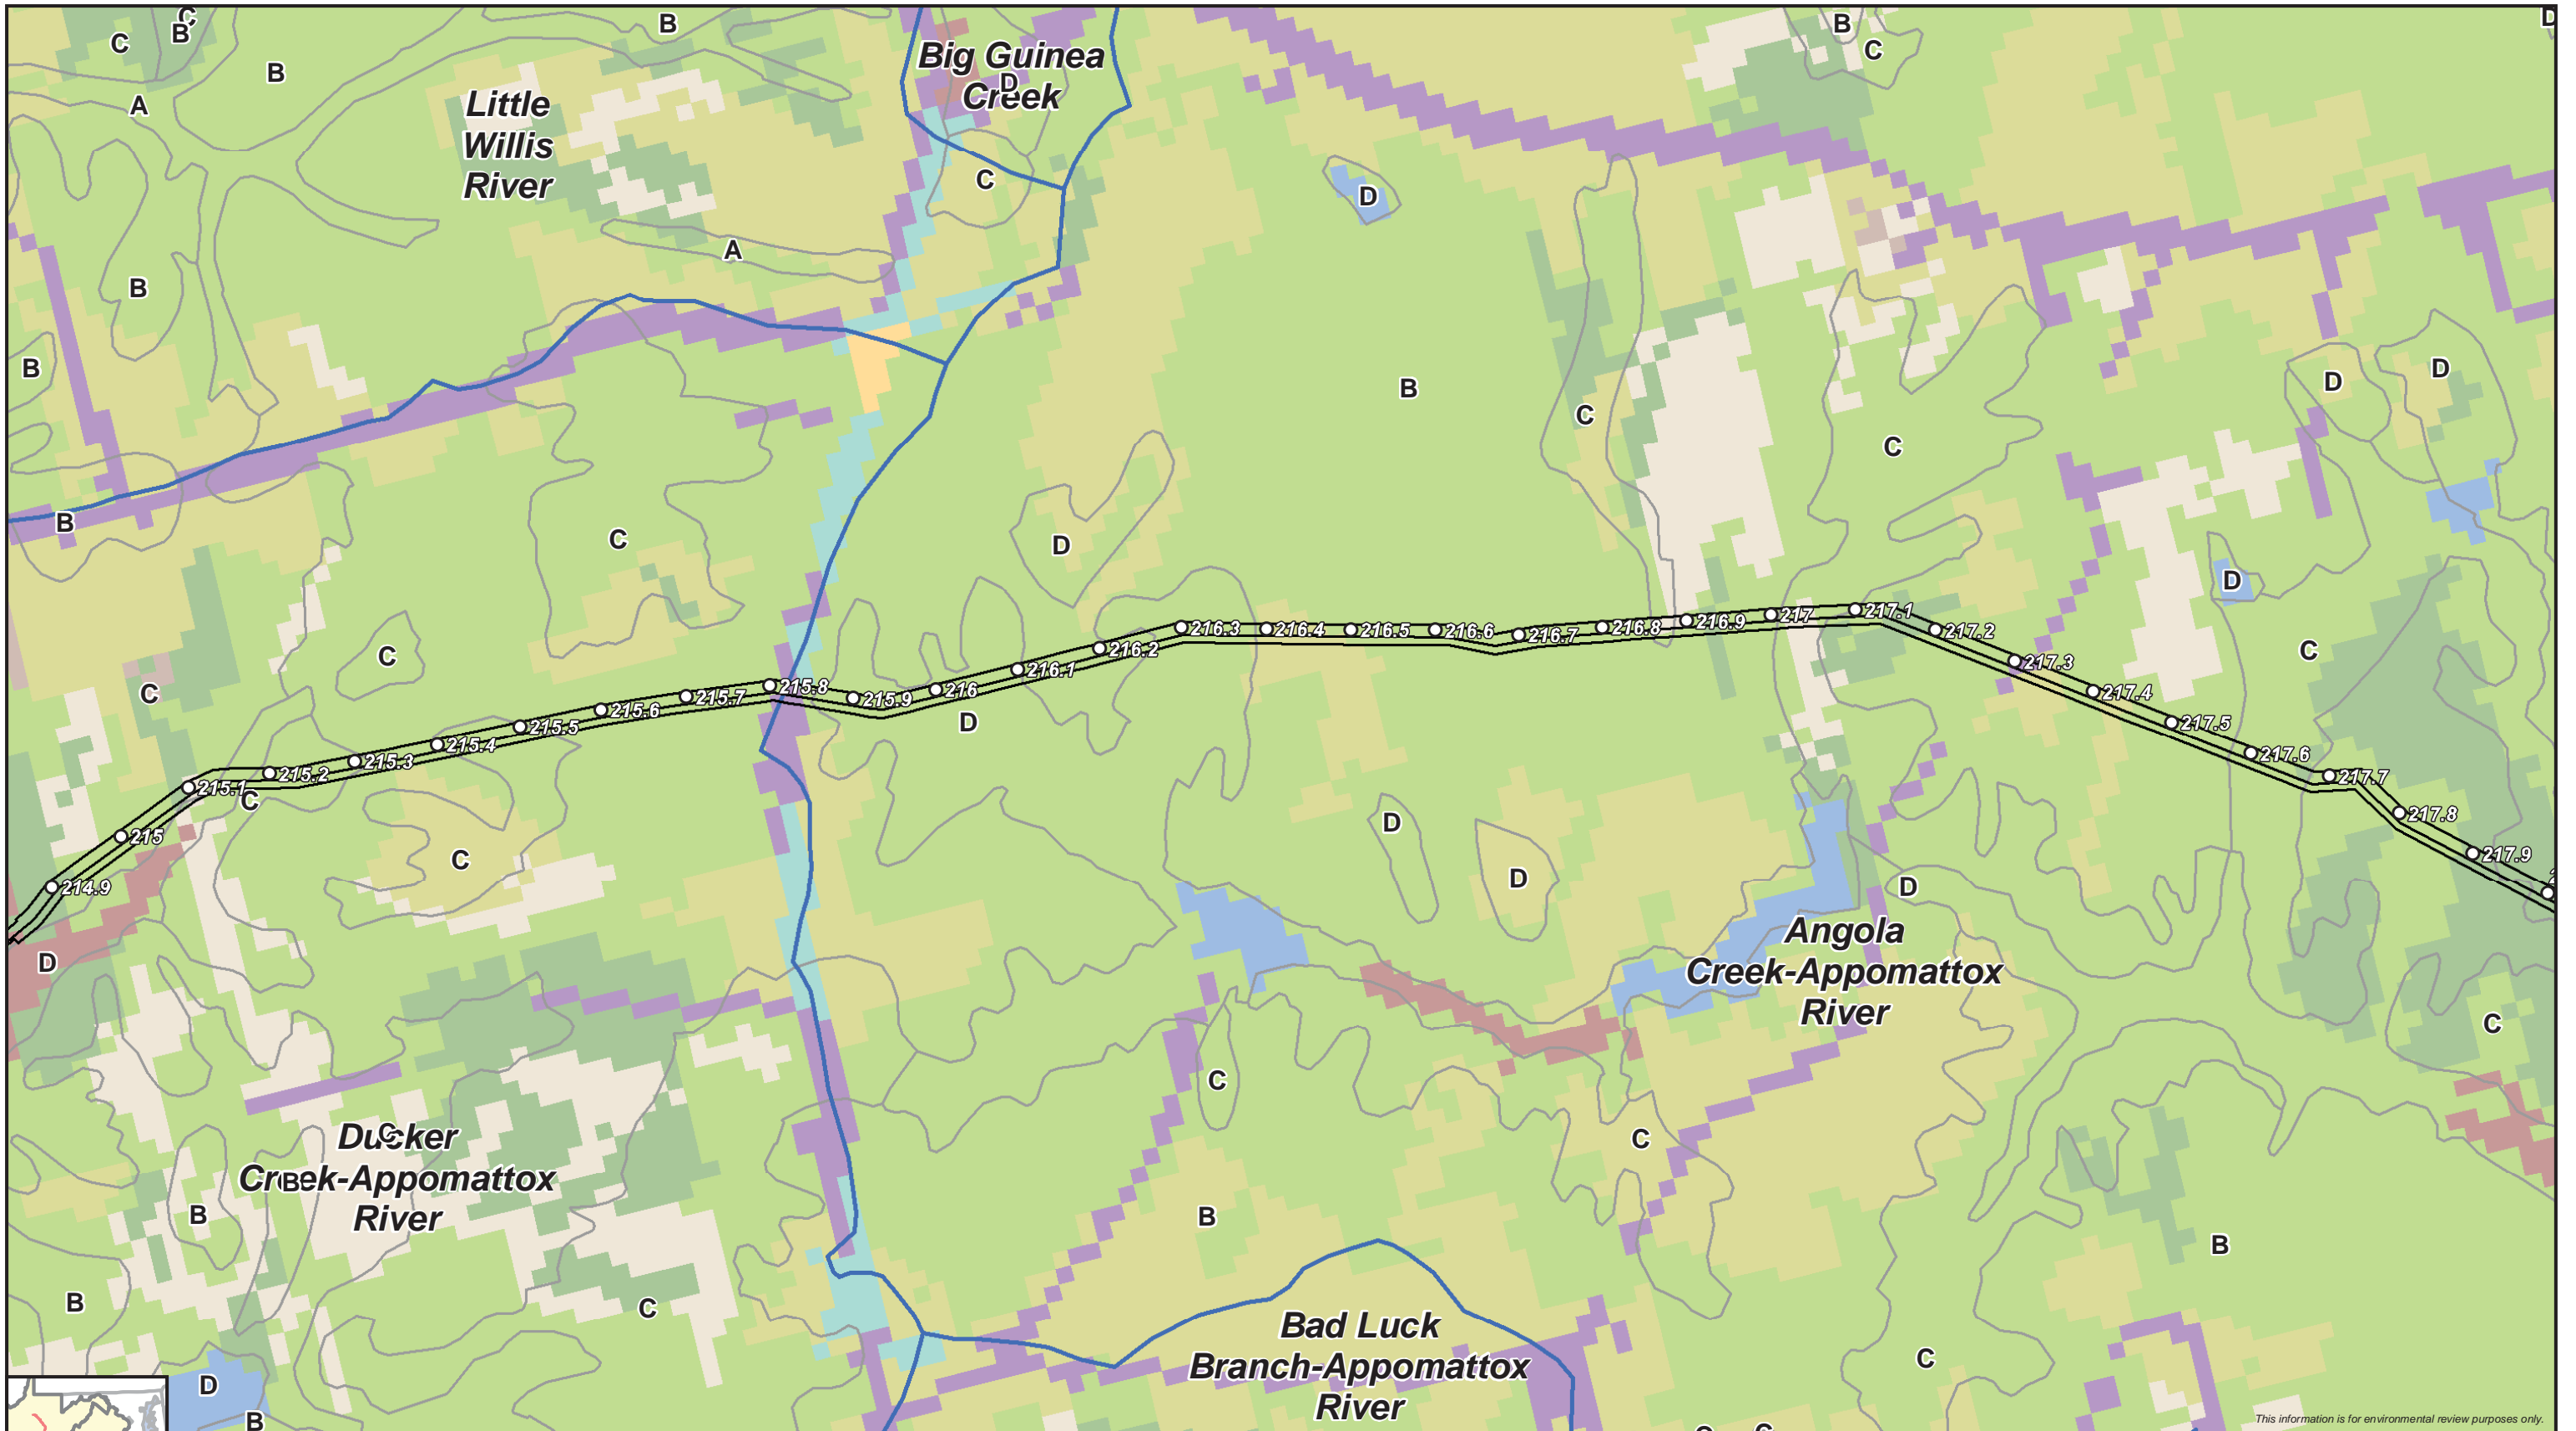 C
B
C
B
B
A
B
B
B
Little
Willis
River
Big Guinea
Creek
D
C
A
D
B
C
D
B
C
C
D
D
D
C
B
C
D
C
C
214.9
215
215.1
215.2
215.3
215.4
215.5
215.6
215.7
215.8
215.9
216
216.1
216.2
216.3
216.4
216.5
216.6
216.7
216.8
216.9
217
217.1
217.2
217.3
217.4
217.5
217.6
217.7
217.8
217.9
C
C
D
D
D
D
D
Angola
Creek-Appomattox
River
C
C
C
Ducker
Creek-Appomattox
River
C
B
B
B
B
B
C
D
B
Bad Luck
Branch-Appomattox
River
C
This information is for environmental review purposes only.